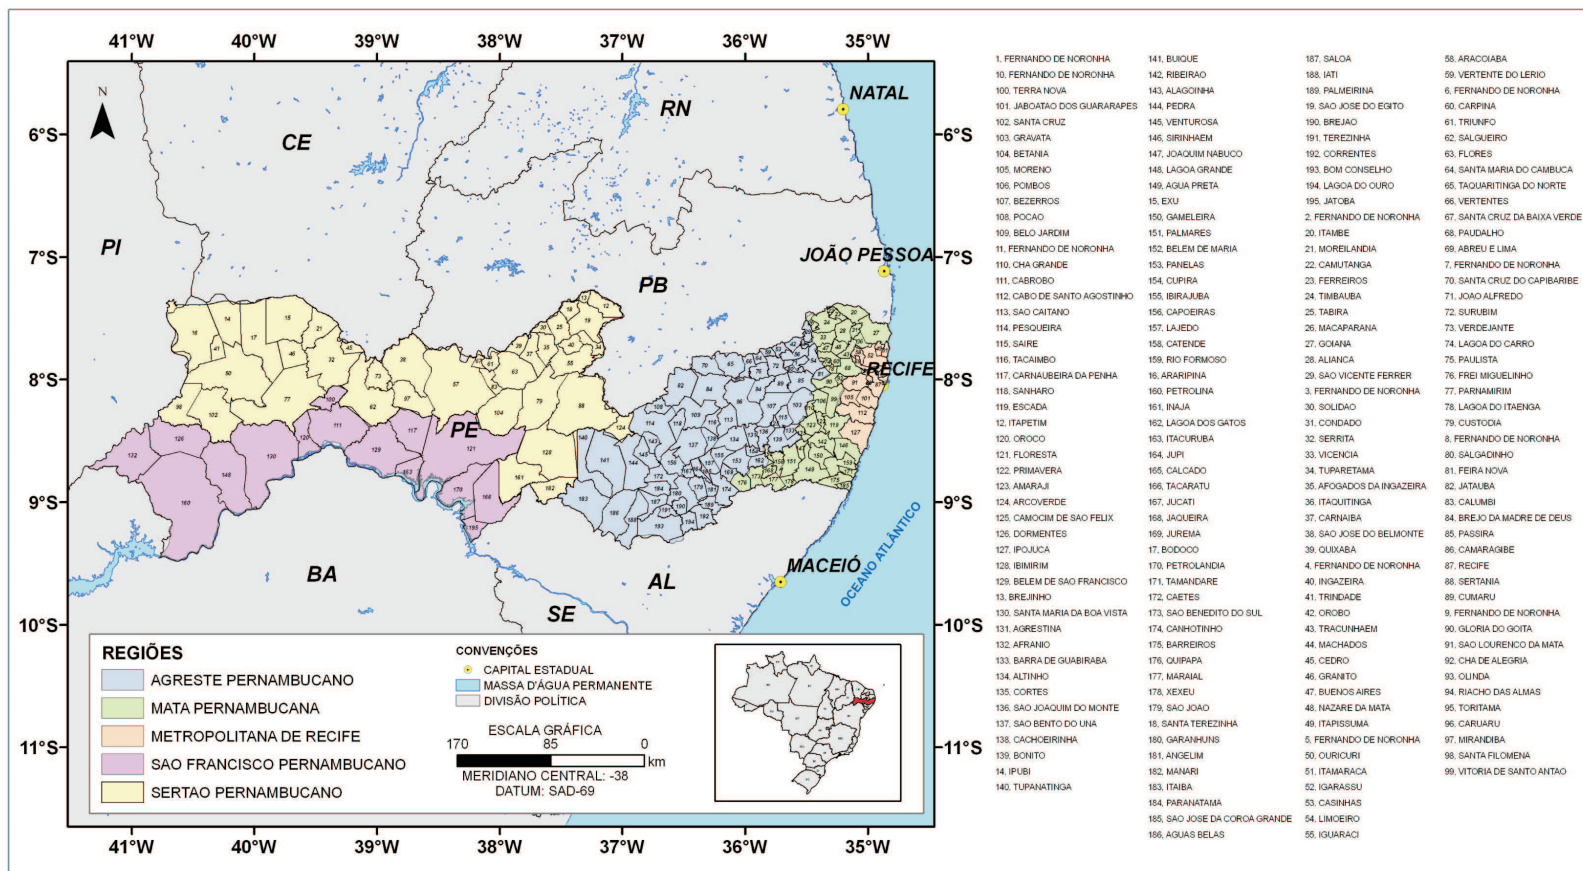 41°W 40°W 39°W 38°W 37°W 36°W 35°W
N
CE
RN
NATAL
6°S
6°S
PI
PB
JOÃO PESSOA
7°S
7°S
RECIFE
8°S
8°S
PE
9°S
9°S
BA
AL
MACEIÓ
SE
OCEANO ATLÂNTICO
10°S
10°S
11°S
11°S
REGIÕES
AGRESTE PERNAMBUCANO
MATA PERNAMBUCANA
METROPOLITANA DE RECIFE
SAO FRANCISCO PERNAMBUCANO
SERTAO PERNAMBUCANO
CONVENÇÕES
CAPITAL ESTADUAL
MASSA D'ÁGUA PERMANENTE
DIVISÃO POLÍTICA
ESCALA GRÁFICA
170 85 0
km
MERIDIANO CENTRAL: -38
DATUM: SAD-69
41°W 40°W 39°W 38°W 37°W 36°W 35°W
1, FERNANDO DE NORONHA
10, FERNANDO DE NORONHA
100, TERRA NOVA
101, JABOATAO DOS GUARARAPES
102, SANTA CRUZ
103, GRAVATA
104, BETANIA
105, MORENO
106, POMBOS
107, BEZERROS
108, POCAO
109, BELO JARDIM
11, FERNANDO DE NORONHA
110, CHA GRANDE
111, CABROBO
112, CABO DE SANTO AGOSTINHO
113, SAO CAITANO
114, PESQUEIRA
115, SAIRE
116, TACAIMBO
117, CARNAUBEIRA DA PENHA
118, SANHARO
119, ESCADA
12, ITAPETIM
120, OROCO
121, FLORESTA
122, PRIMAVERA
123, AMARAJI
124, ARCOVERDE
125, CAMOCIM DE SAO FELIX
126, DORMENTES
127, IPOJUCA
128, IBIMIRIM
129, BELEM DE SAO FRANCISCO
13, BREJINHO
130, SANTA MARIA DA BOA VISTA
131, AGRESTINA
132, AFRANIO
133, BARRA DE GUABIRABA
134, ALTINHO
135, CORTES
136, SAO JOAQUIM DO MONTE
137, SAO BENTO DO UNA
138, CACHOEIRINHA
139, BONITO
14, IPUBI
140, TUPANATINGA
141, BUIQUE
142, RIBEIRAO
143, ALAGOINHA
144, PEDRA
145, VENTUROSA
146, SIRINHAEM
147, JOAQUIM NABUCO
148, LAGOA GRANDE
149, AGUA PRETA
15, EXU
150, GAMELEIRA
151, PALMARES
152, BELEM DE MARIA
153, PANELAS
154, CUPIRA
155, IBIRAJUBA
156, CAPOEIRAS
157, LAJEDO
158, CATENDE
159, RIO FORMOSO
16, ARARIPINA
160, PETROLINA
161, INAJA
162, LAGOA DOS GATOS
163, ITACURUBA
164, JUPI
165, CALCADO
166, TACARATU
167, JUCATI
168, JAQUEIRA
169, JUREMA
17, BODOCO
170, PETROLANDIA
171, TAMANDARE
172, CAETES
173, SAO BENEDITO DO SUL
174, CANHOTINHO
175, BARREIROS
176, QUIPAPA
177, MARAIAL
178, XEXEU
179, SAO JOAO
18, SANTA TEREZINHA
180, GARANHUNS
181, ANGELIM
182, MANARI
183, ITAIBA
184, PARANATAMA
185, SAO JOSE DA COROA GRANDE
186, AGUAS BELAS
187, SALOA
188, IATI
189, PALMEIRINA
19, SAO JOSE DO EGITO
190, BREJAO
191, TEREZINHA
192, CORRENTES
193, BOM CONSELHO
194, LAGOA DO OURO
195, JATOBA
2, FERNANDO DE NORONHA
20, ITAMBE
21, MOREILANDIA
22, CAMUTANGA
23, FERREIROS
24, TIMBAUBA
25, TABIRA
26, MACAPARANA
27, GOIANA
28, ALIANCA
29, SAO VICENTE FERRER
3, FERNANDO DE NORONHA
30, SOLIDAO
31, CONDADO
32, SERRITA
33, VICENCIA
34, TUPARETAMA
35, AFOGADOS DA INGAZEIRA
36, ITAQUITINGA
37, CARNAIBA
38, SAO JOSE DO BELMONTE
39, QUIXABA
4, FERNANDO DE NORONHA
40, INGAZEIRA
41, TRINDADE
42, OROBO
43, TRACUNHAEM
44, MACHADOS
45, CEDRO
46, GRANITO
47, BUENOS AIRES
48, NAZARE DA MATA
49, ITAPISSUMA
5, FERNANDO DE NORONHA
50, OURICURI
51, ITAMARACA
52, IGARASSU
53, CASINHAS
54, LIMOEIRO
55, IGUARACI
58, ARACOIABA
59, VERTENTE DO LERIO
6, FERNANDO DE NORONHA
60, CARPINA
61, TRIUNFO
62, SALGUEIRO
63, FLORES
64, SANTA MARIA DO CAMBUCA
65, TAQUARITINGA DO NORTE
66, VERTENTES
67, SANTA CRUZ DA BAIXA VERDE
68, PAUDALHO
69, ABREU E LIMA
7, FERNANDO DE NORONHA
70, SANTA CRUZ DO CAPIBARIBE
71, JOAO ALFREDO
72, SURUBIM
73, VERDEJANTE
74, LAGOA DO CARRO
75, PAULISTA
76, FREI MIGUELINHO
77, PARNAMIRIM
78, LAGOA DO ITAENGA
79, CUSTODIA
8, FERNANDO DE NORONHA
80, SALGADINHO
81, FEIRA NOVA
82, JATAUBA
83, CALUMBI
84, BREJO DA MADRE DE DEUS
85, PASSIRA
86, CAMARAGIBE
87, RECIFE
88, SERTANIA
89, CUMARU
9, FERNANDO DE NORONHA
90, GLORIA DO GOITA
91, SAO LOURENCO DA MATA
92, CHA DE ALEGRIA
93, OLINDA
94, RIACHO DAS ALMAS
95, TORITAMA
96, CARUARU
97, MIRANDIBA
98, SANTA FILOMENA
99, VITORIA DE SANTO ANTAO